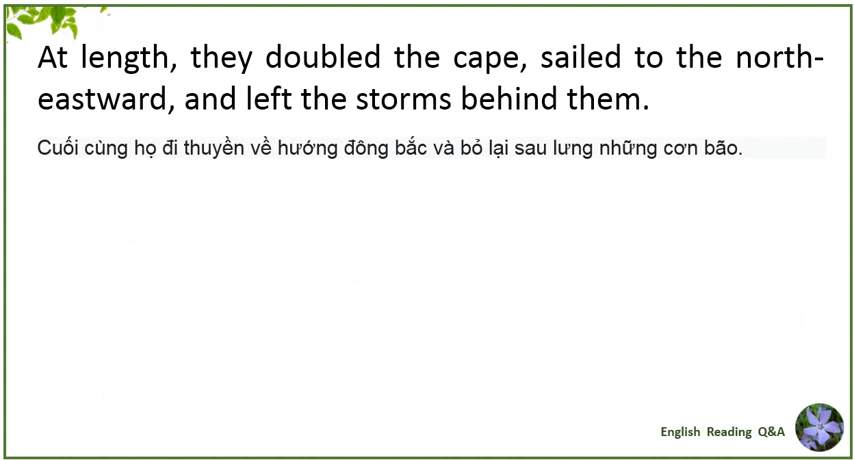 At length, they doubled the cape, sailed to the north-
eastward, and left the storms behind them.
Cuối cùng họ đi thuyền về hướng đông bắc và bỏ lại sau lưng những cơn bão.
English Reading Q&A